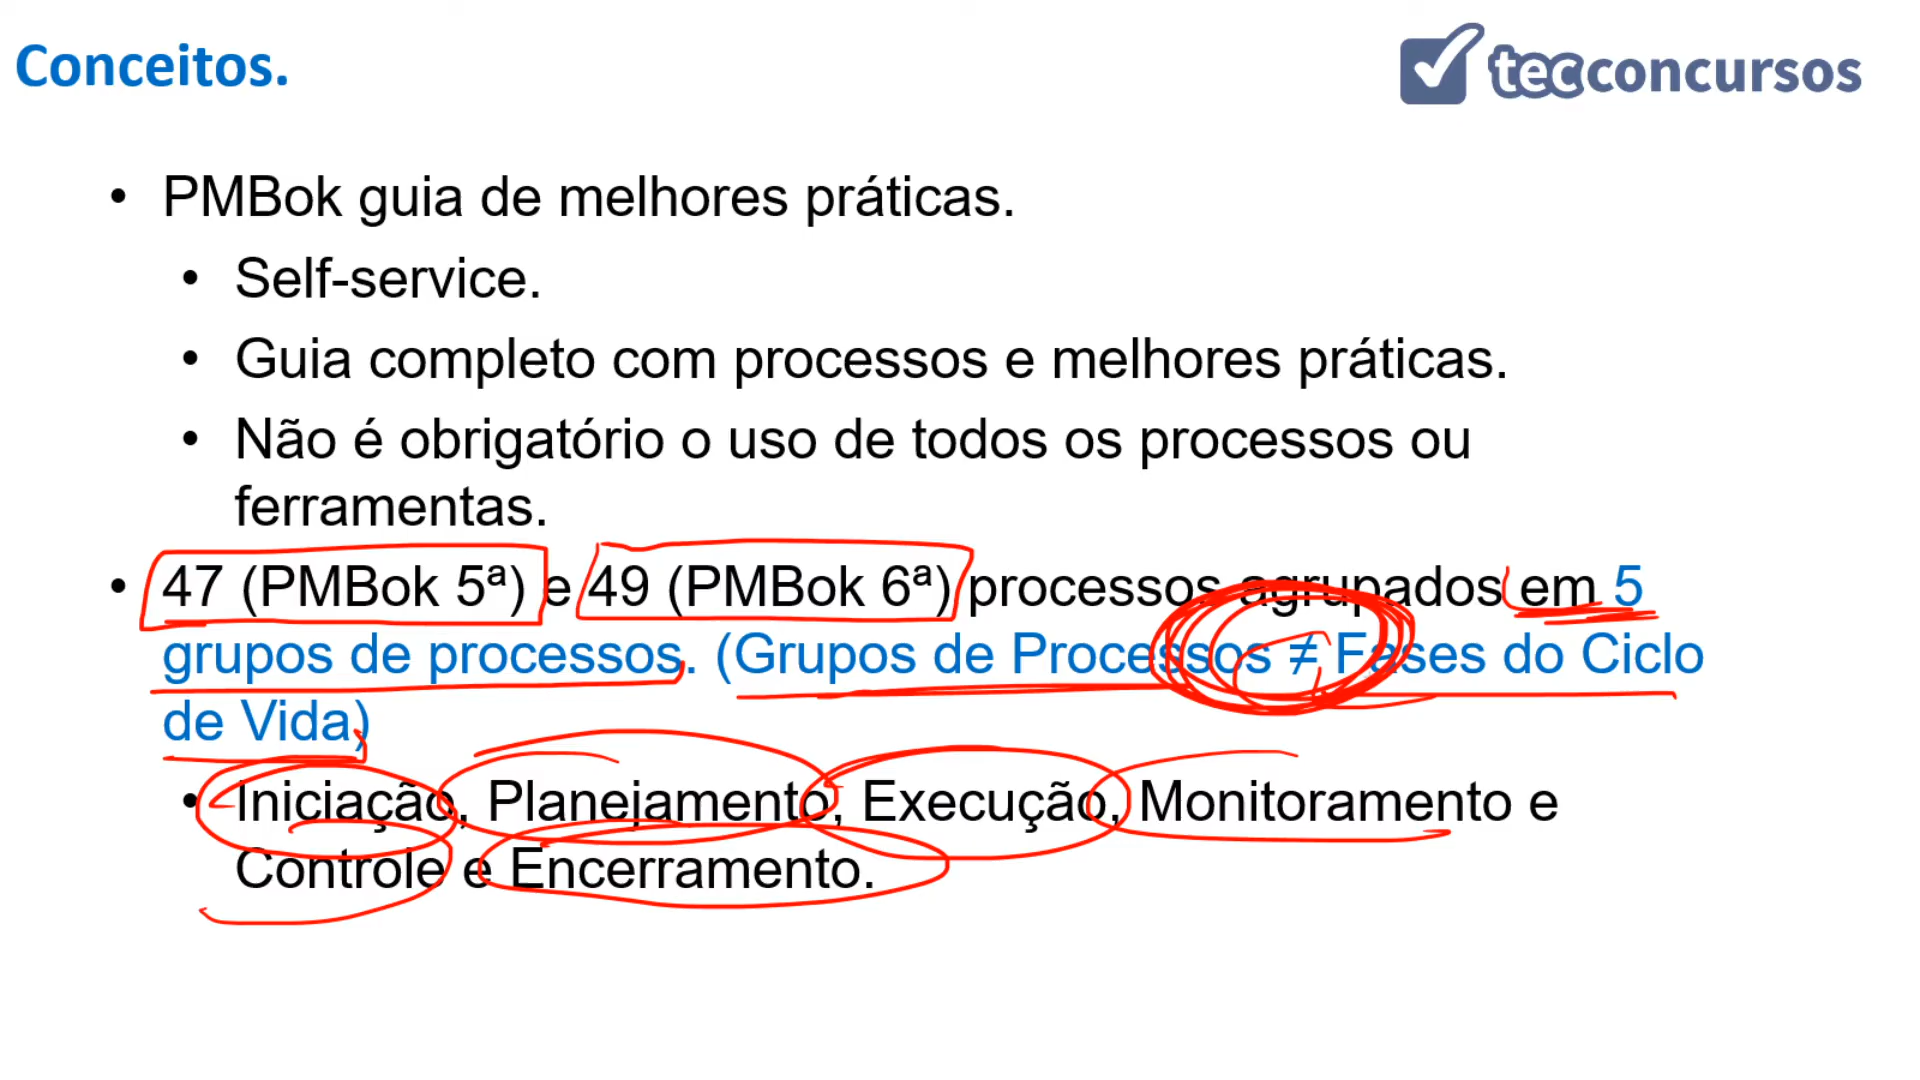 Conceitos.
tecconcursos
• PMBok guia de melhores práticas.
• Self-service.
• Guia completo com processos e melhores práticas.
• Não é obrigatório o uso de todos os processos ou
ferramentas.
• 47 (PMBok 5ª) e 49 (PMBok 6ª) processos agrupados em 5
grupos de processos. (Grupos de Processos ≠ Fases do Ciclo
de Vida)
• Iniciação, Planejamento, Execução, Monitoramento e
Controle e Encerramento.